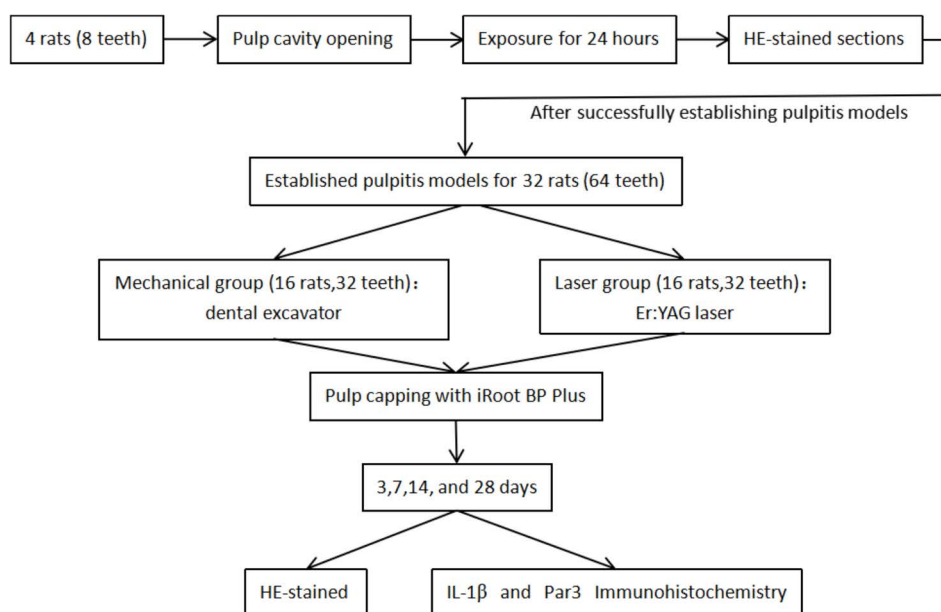 4 rats (8 teeth)
Pulp cavity opening
Exposure for 24 hours
HE-stained sections
After successfully establishing pulpitis models
Established pulpitis models for 32 rats (64 teeth)
Mechanical group (16 rats,32 teeth)：
dental excavator
Laser group (16 rats,32 teeth)：
Er:YAG laser
Pulp capping with iRoot BP Plus
3,7,14, and 28 days
HE-stained
IL-1β and Par3 Immunohistochemistry